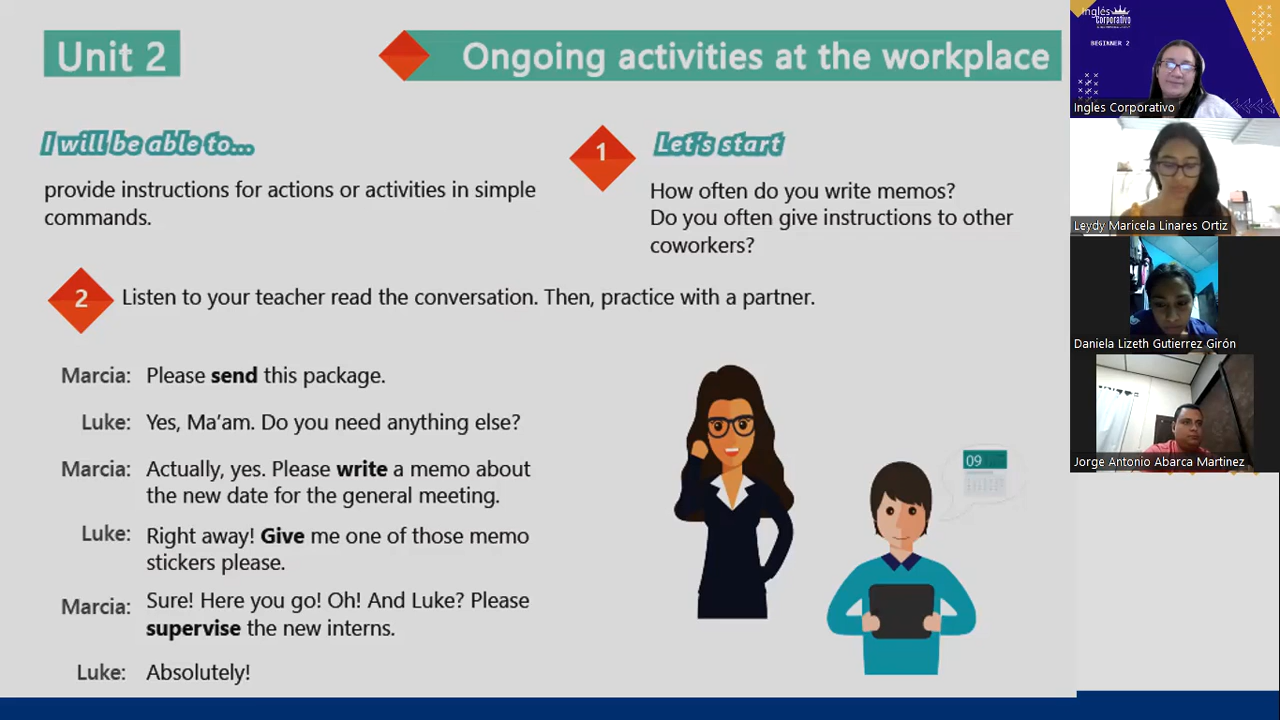 Unit 2
Ongoing activities at the workplace
I will be able to...
provide instructions for actions or activities in simple
commands.
1
Let's start
How often do you write memos?
Do you often give instructions to other
coworkers?
2
Listen to your teacher read the conversation. Then, practice with a partner.
Marcia: Please send this package.
Luke: Yes, Ma'am. Do you need anything else?
Marcia: Actually, yes. Please write a memo about
the new date for the general meeting.
Luke: Right away! Give me one of those memo
stickers please.
Marcia: Sure! Here you go! Oh! And Luke? Please
supervise the new interns.
Luke: Absolutely!
09
Inglés
Corporativo
BEGINNER 2
Ingles Corporativo
Leydy Maricela Linares Ortiz
Daniela Lizeth Gutierrez Girón
Jorge Antonio Abarca Martinez